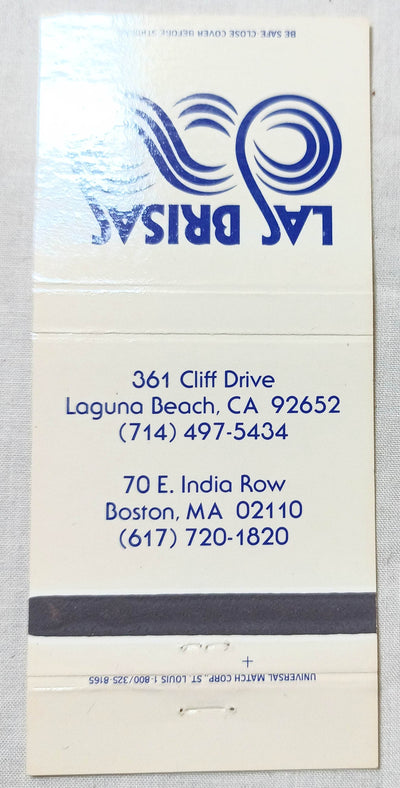 BE SAFE. CLOSE COVER BEFORE
LAS BRISAS
361 Cliff Drive
Laguna Beach, CA 92652
(714) 497-5434
70 E. India Row
Boston, MA 02110
(617) 720-1820
UNIVERSAL MATCH CORP., ST. LOUIS 1-800/325-8165